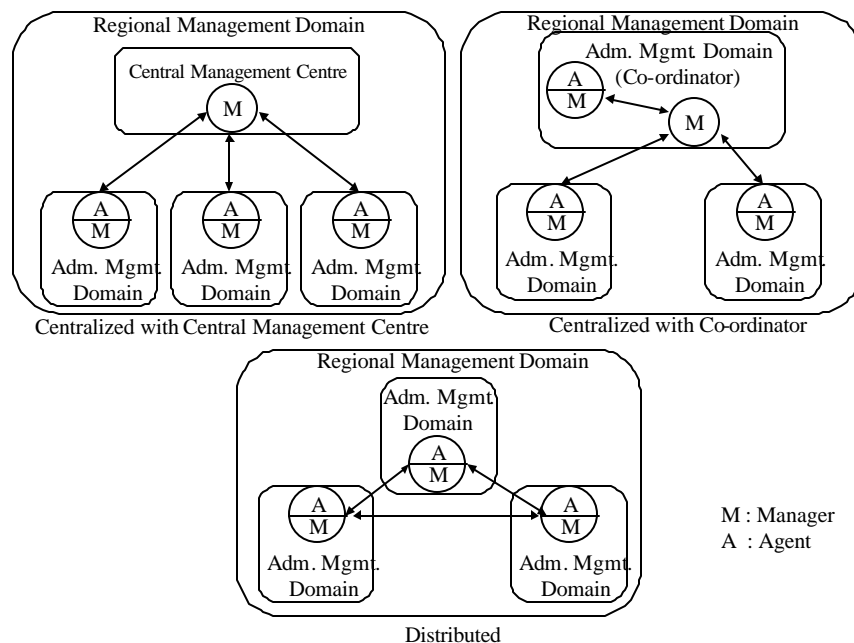 Regional Management Domain
Central Management Centre
M
A
M
Adm. Mgmt.
Domain
A
M
Adm. Mgmt.
Domain
A
M
Adm. Mgmt.
Domain
Centralized with Central Management Centre
Regional Management Domain
Adm. Mgmt. Domain
(Co-ordinator)
A
M
M
A
M
Adm. Mgmt.
Domain
A
M
Adm. Mgmt.
Domain
Centralized with Co-ordinator
Regional Management Domain
Adm. Mgmt.
Domain
A
M
A
M
Adm. Mgmt.
Domain
A
M
Adm. Mgmt.
Domain
Distributed
M : Manager
A : Agent